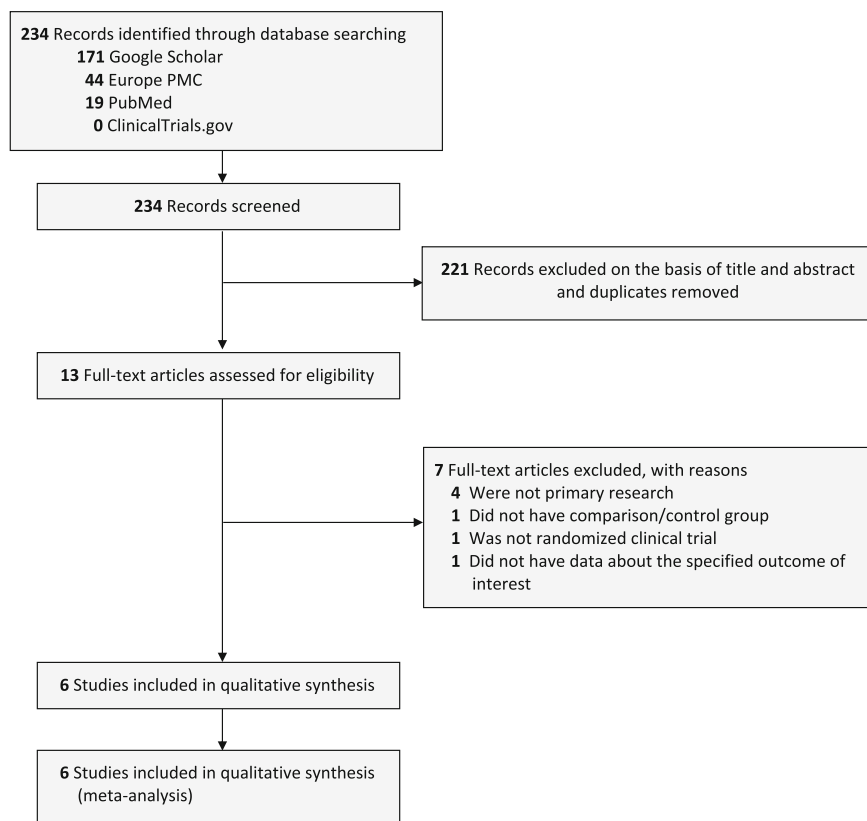 234 Records identified through database searching
171 Google Scholar
44 Europe PMC
19 PubMed
0 ClinicalTrials.gov
234 Records screened
221 Records excluded on the basis of title and abstract
and duplicates removed
13 Full-text articles assessed for eligibility
7 Full-text articles excluded, with reasons
4 Were not primary research
1 Did not have comparison/control group
1 Was not randomized clinical trial
1 Did not have data about the specified outcome of
interest
6 Studies included in qualitative synthesis
6 Studies included in qualitative synthesis
(meta-analysis)